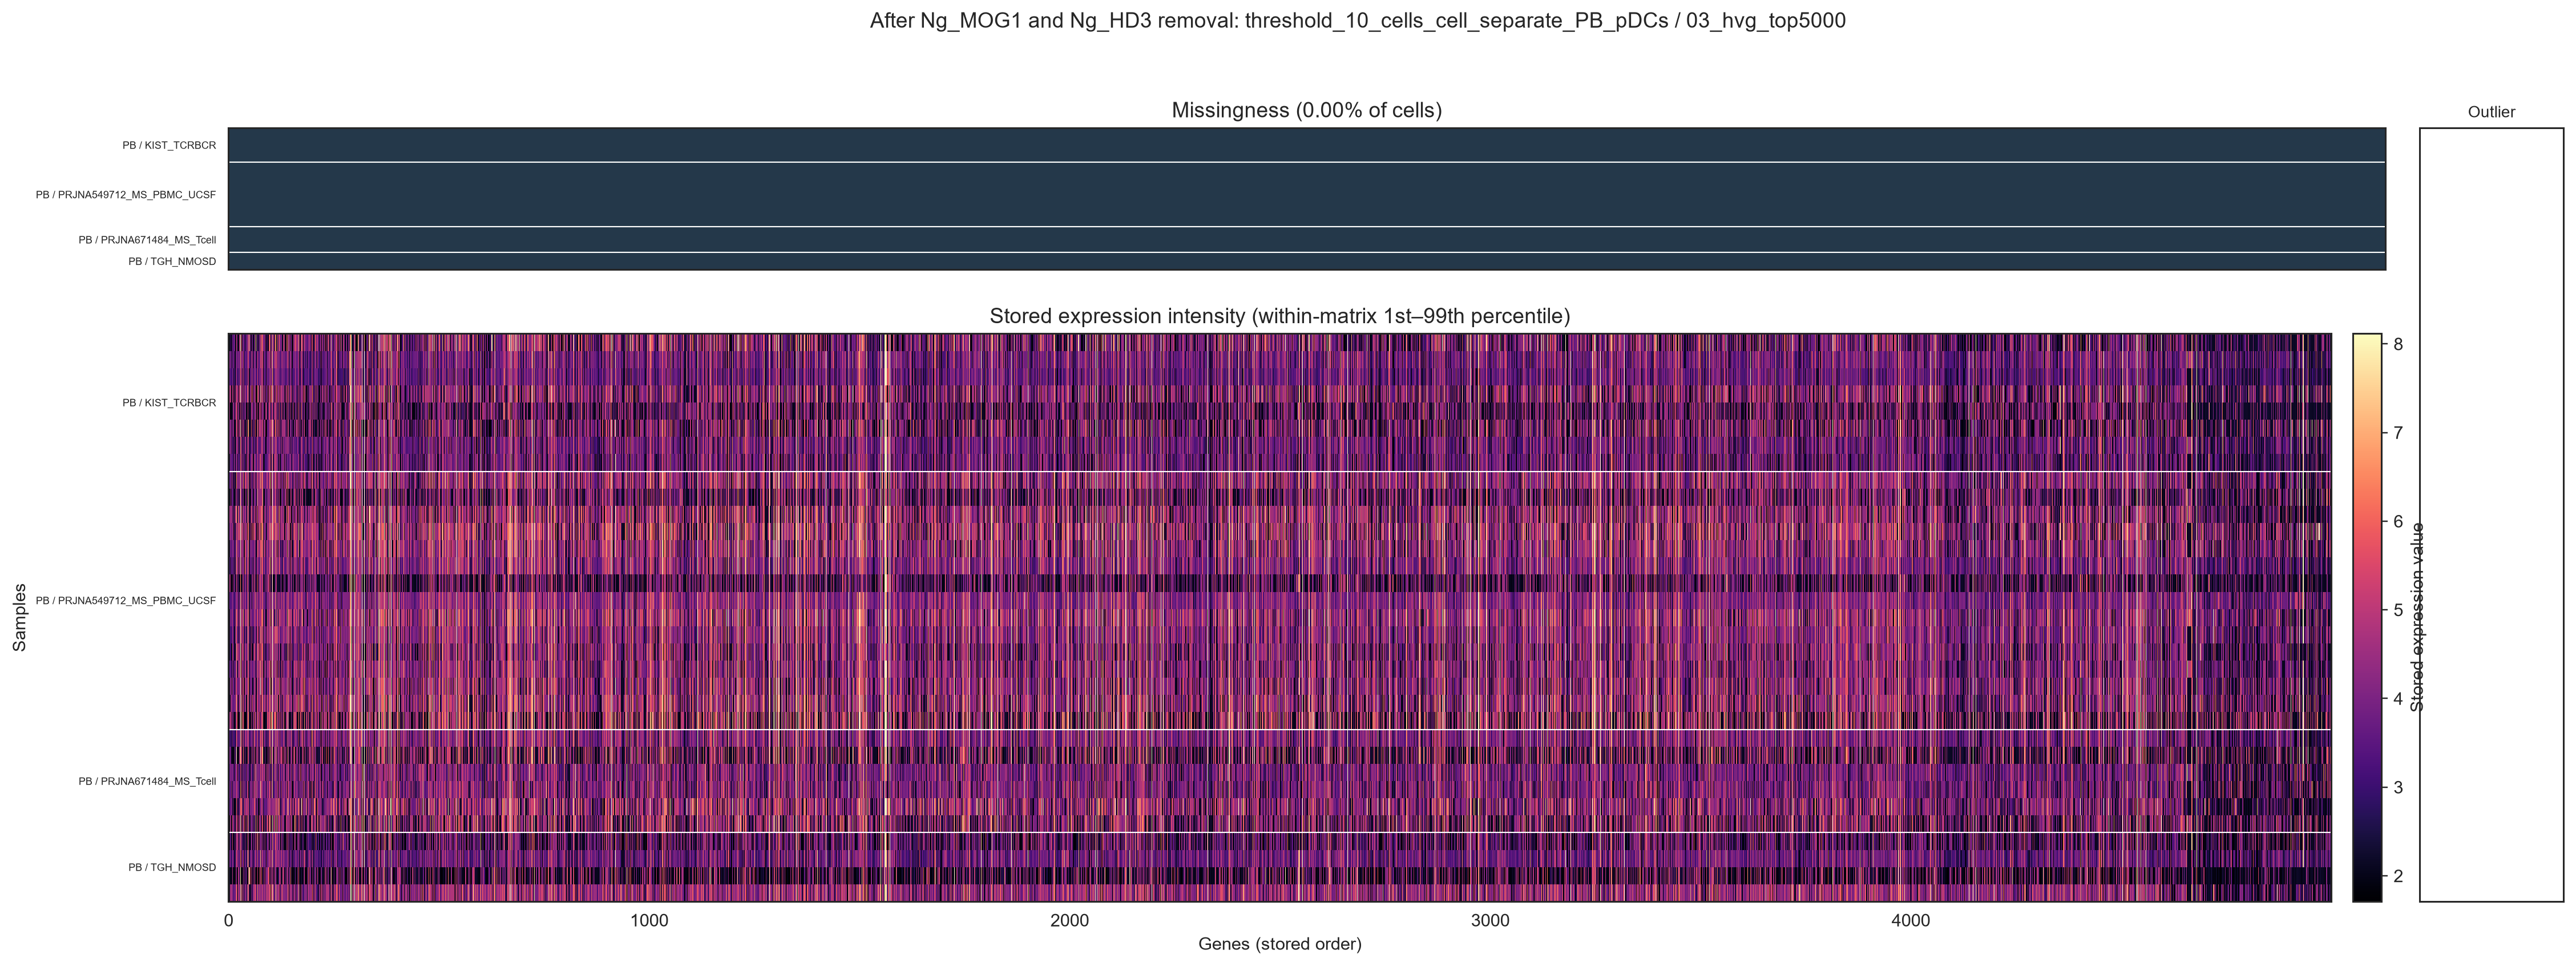 After Ng_MOG1 and Ng_HD3 removal: threshold_10_cells_cell_separate_PB_pDCs / 03_hvg_top5000
Missingness (0.00% of cells)
Outlier
PB / KIST_TCRBCR
PB / PRJNA549712_MS_PBMC_UCSF
PB / PRJNA671484_MS_Tcell
PB / TGH_NMOSD
Stored expression intensity (within-matrix 1st–99th percentile)
Samples
PB / KIST_TCRBCR
PB / PRJNA549712_MS_PBMC_UCSF
PB / PRJNA671484_MS_Tcell
PB / TGH_NMOSD
8
7
6
5
4
3
2
Stored expression value
0
1000
2000
3000
4000
Genes (stored order)